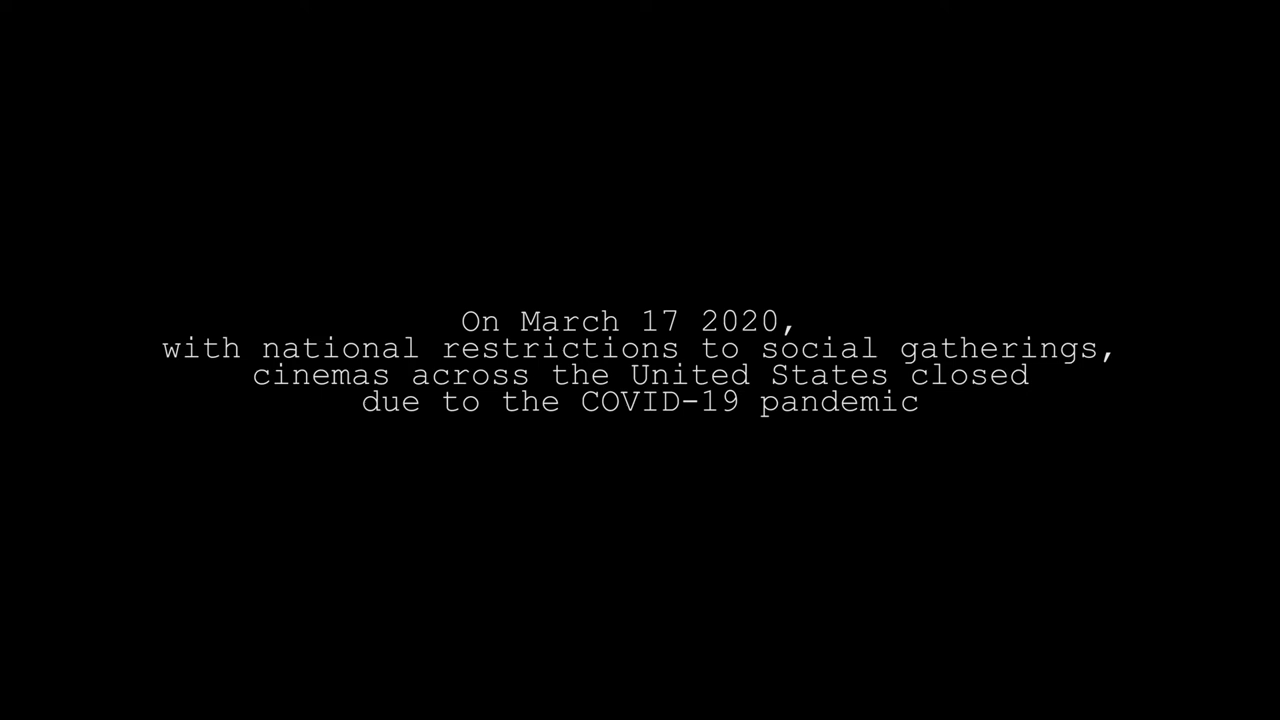 On March 17 2020,
with national restrictions to social gatherings,
cinemas across the United States closed
due to the COVID-19 pandemic